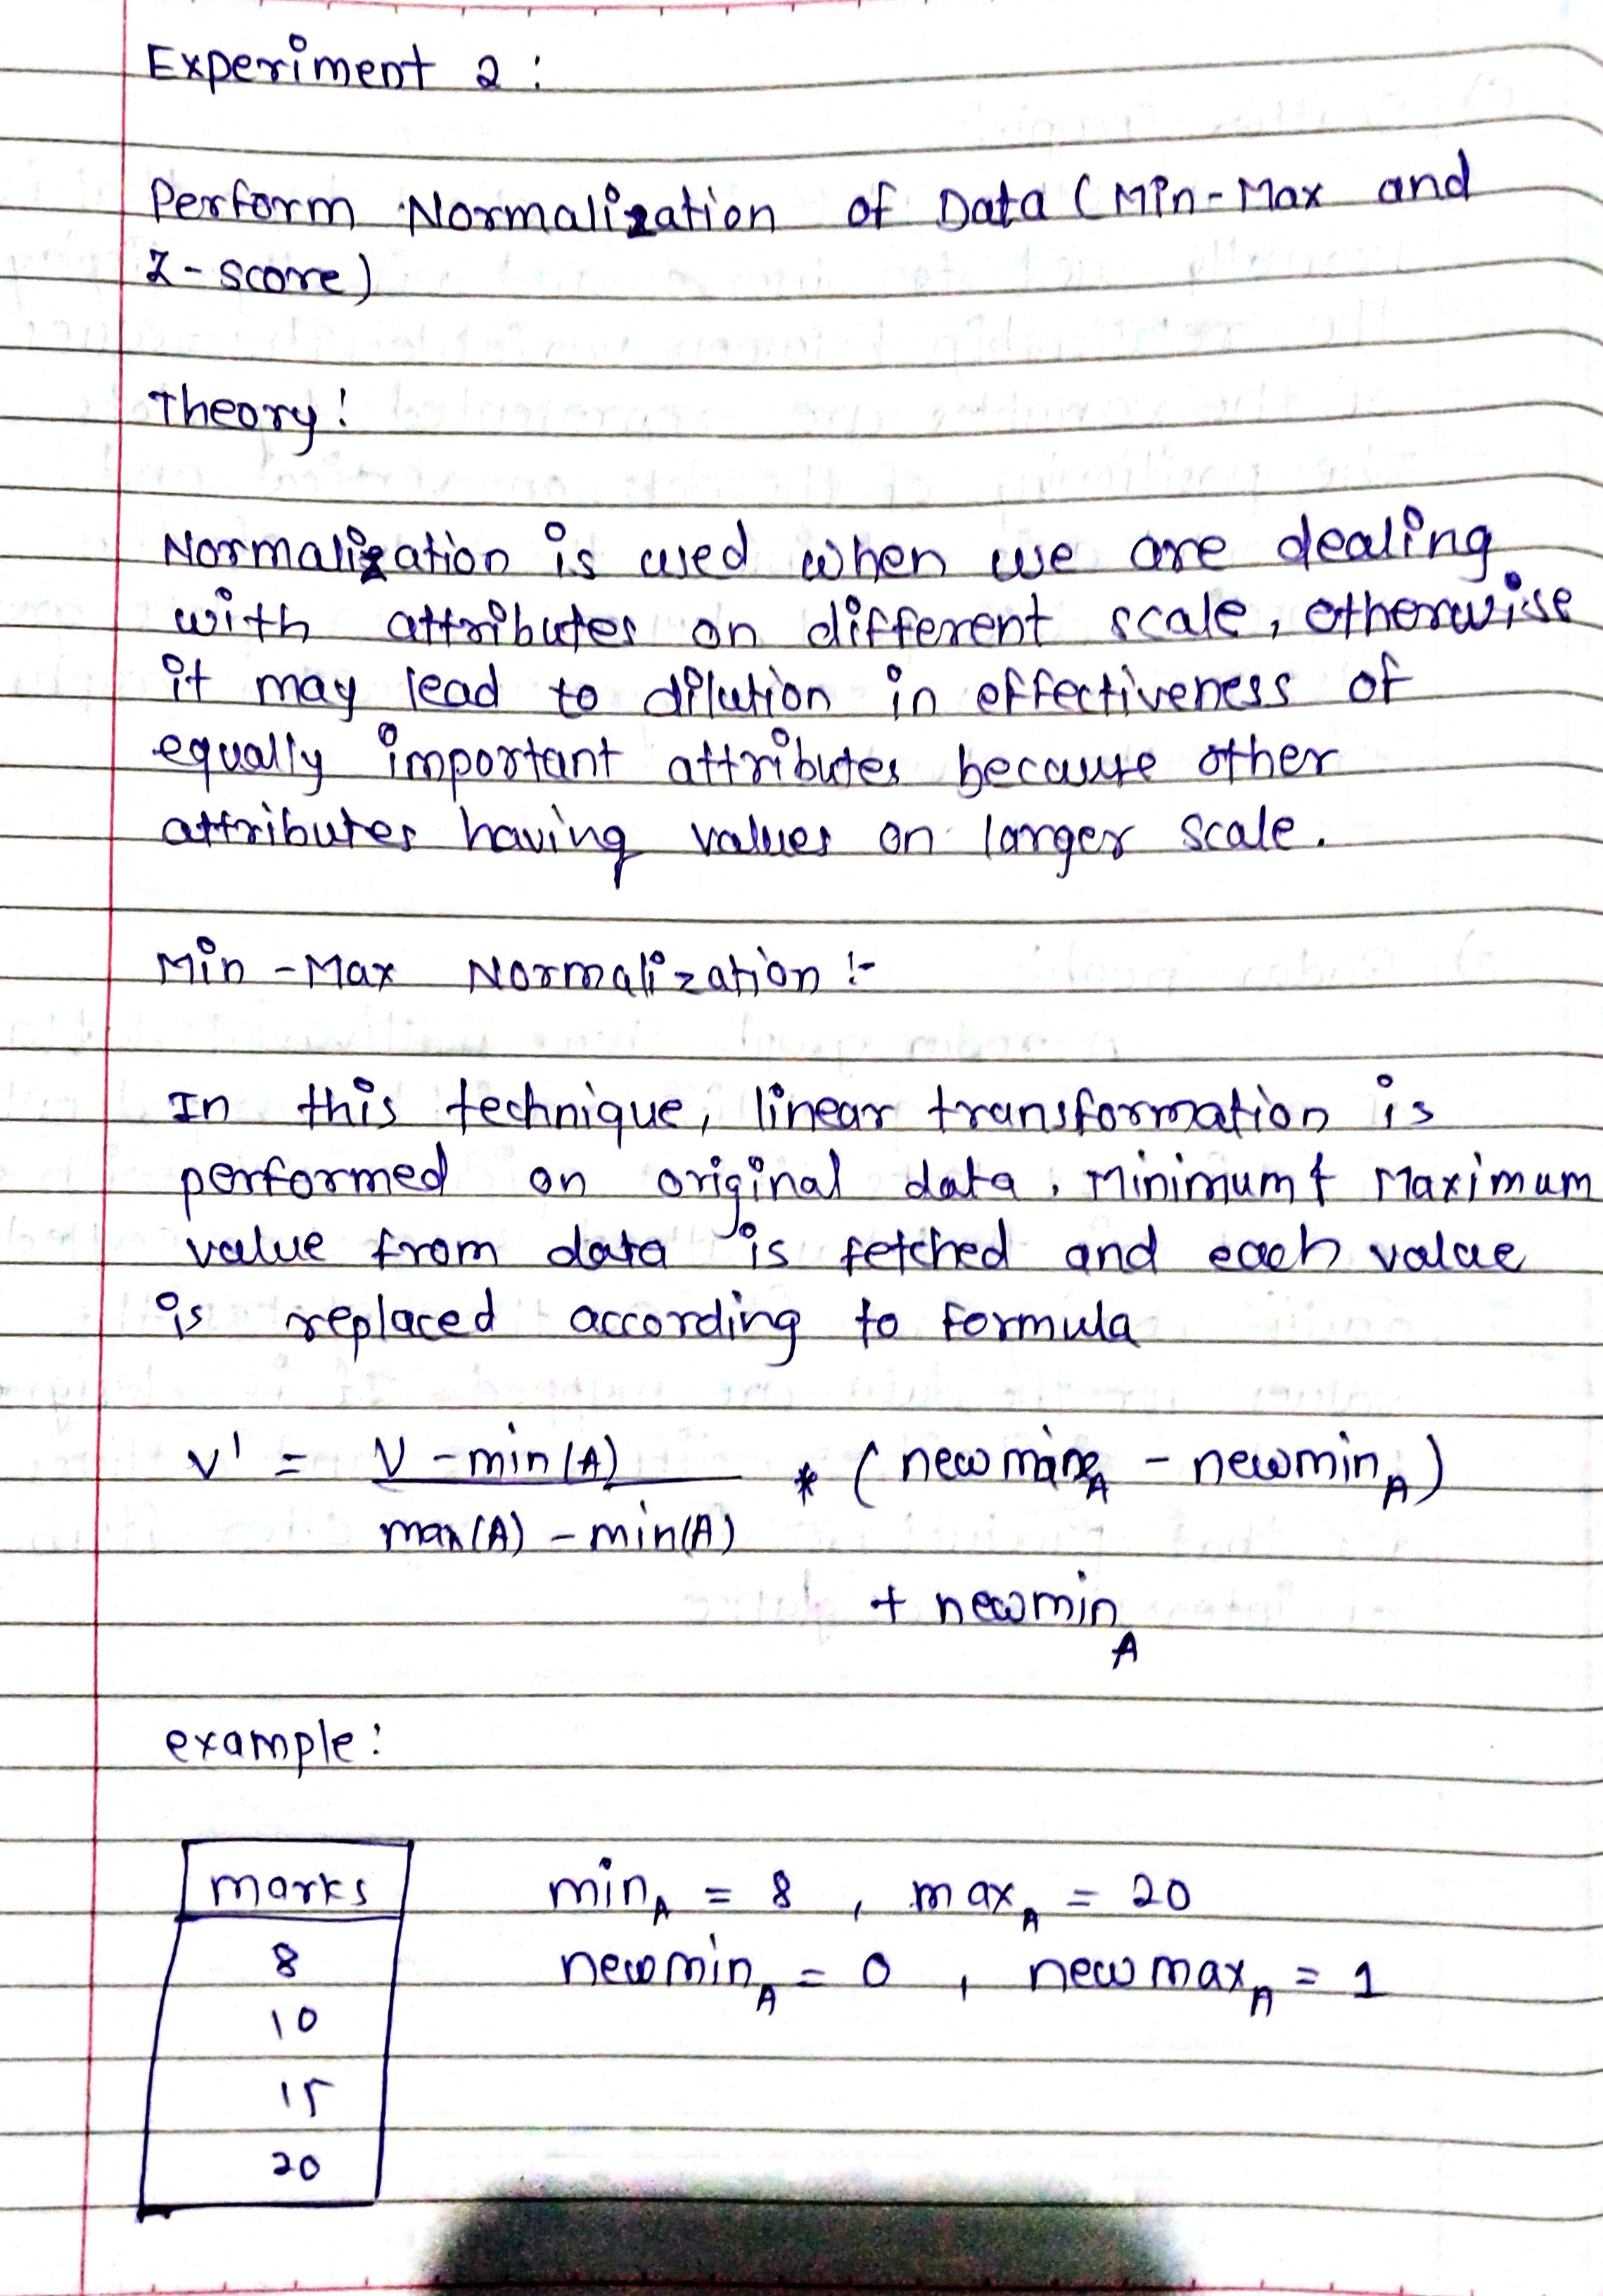 Experiment 2 :
Perform Normalization of Data (Min-Max and
Z-score)
Theory :
Normalization is used when we are dealing
with attributes on different scale, otherwise
it may lead to dilution in effectiveness of
equally important attributes because other
attributes having values on larger scale.
Min-Max Normalization :-
In this technique, linear transformation is
performed on original data. Minimum & Maximum
value from data is fetched and each value
is replaced according to formula
v' = V - min(A) / max(A) - min(A) * (newmax_A - newmin_A)
+ newmin_A
example :
marks min_A = 8 , max_A = 20
8 newmin_A = 0 , newmax_A = 1
10
15
20